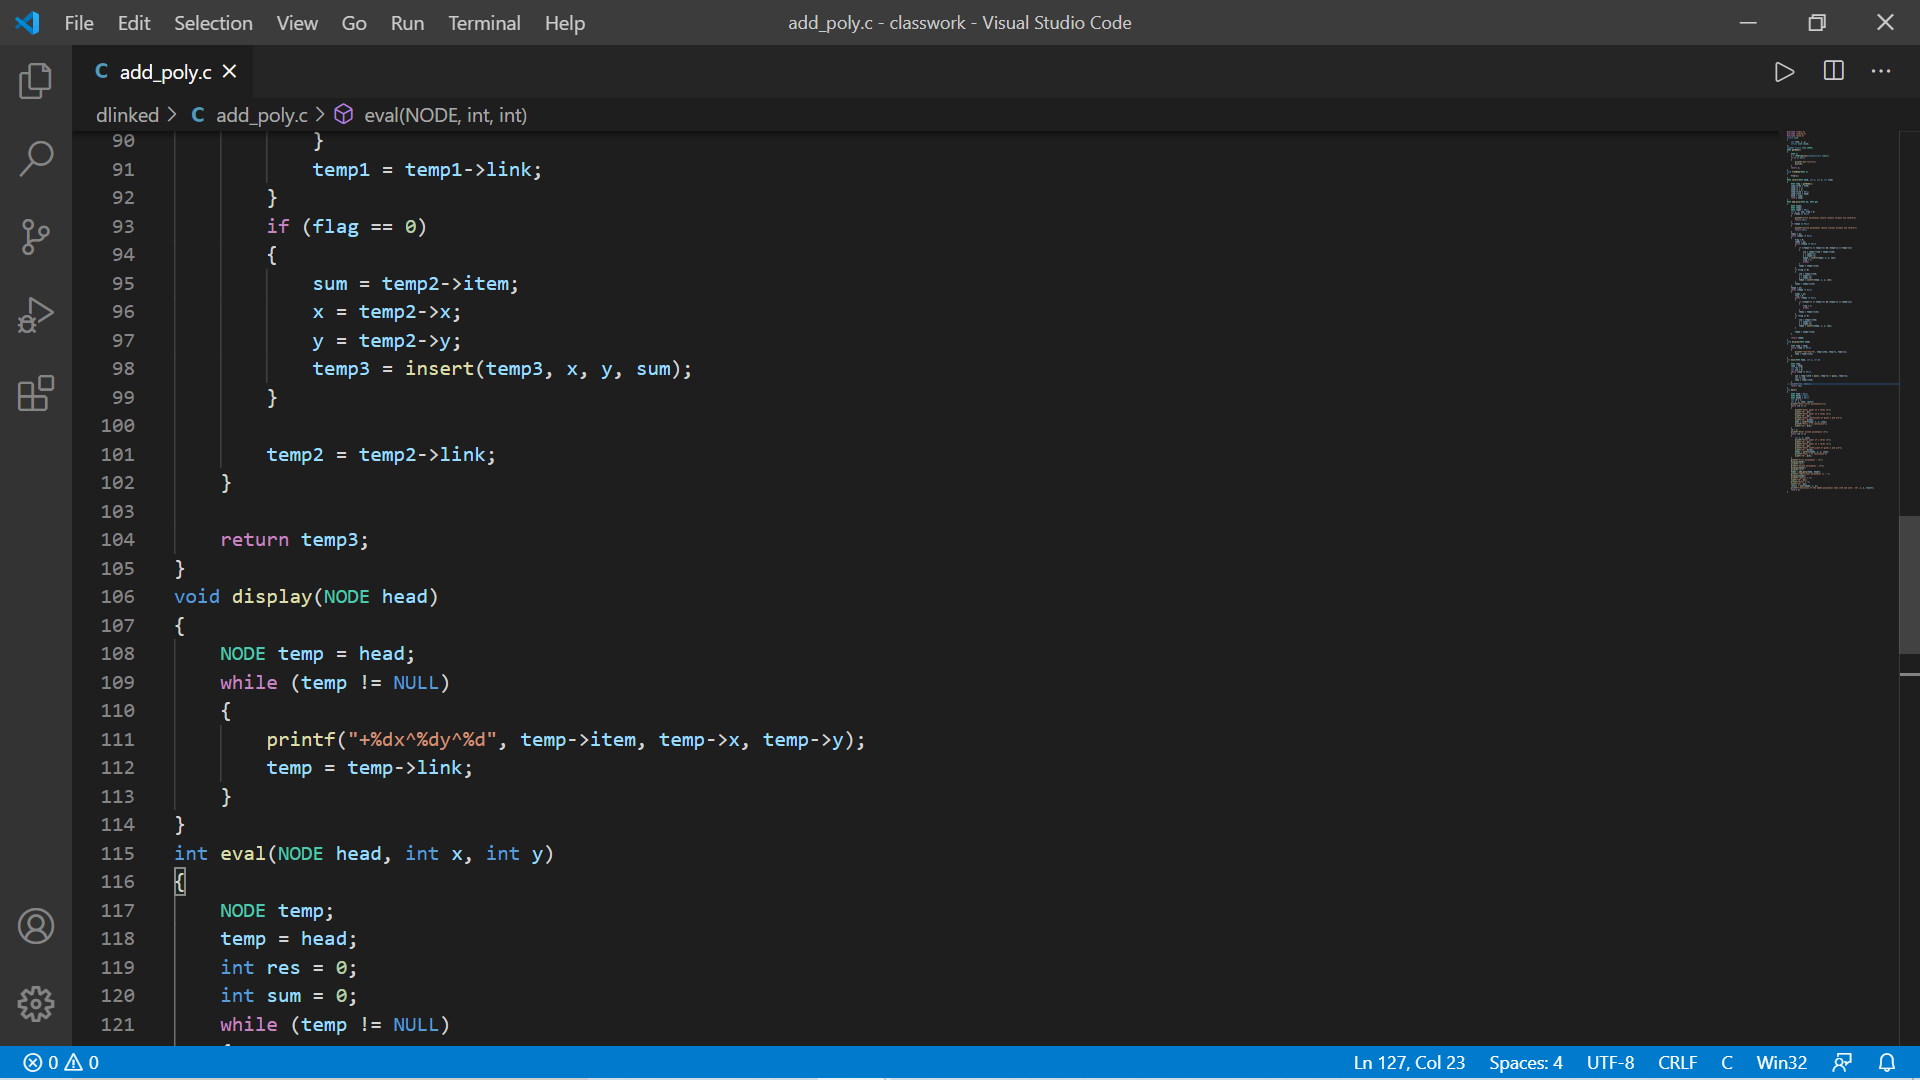 File Edit Selection View Go Run Terminal Help add_poly.c - classwork - Visual Studio Code
C add_poly.c
dlinked > C add_poly.c > eval(NODE, int, int)
90 }
91 temp1 = temp1->link;
92 }
93 if (flag == 0)
94 {
95 sum = temp2->item;
96 x = temp2->x;
97 y = temp2->y;
98 temp3 = insert(temp3, x, y, sum);
99 }
100
101 temp2 = temp2->link;
102 }
103
104 return temp3;
105 }
106 void display(NODE head)
107 {
108 NODE temp = head;
109 while (temp != NULL)
110 {
111 printf("+%dx^%dy^%d", temp->item, temp->x, temp->y);
112 temp = temp->link;
113 }
114 }
115 int eval(NODE head, int x, int y)
116 {
117 NODE temp;
118 temp = head;
119 int res = 0;
120 int sum = 0;
121 while (temp != NULL)
0 0 Ln 127, Col 23 Spaces: 4 UTF-8 CRLF C Win32